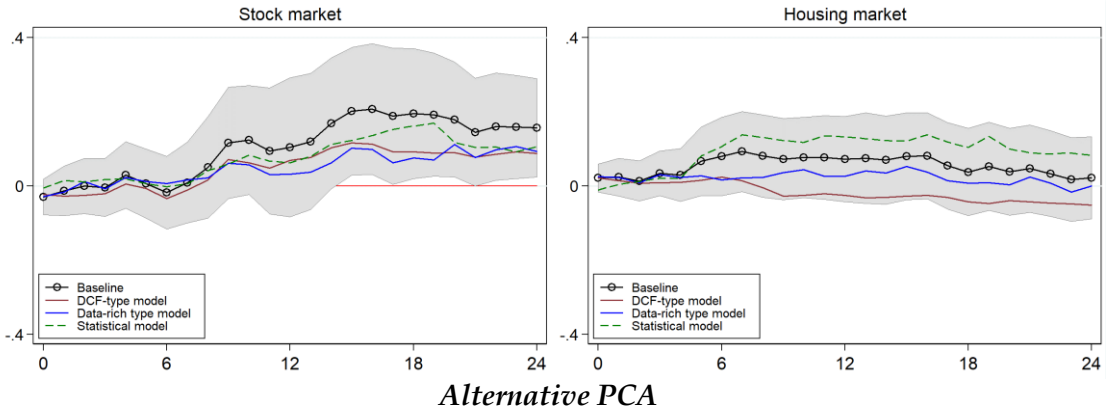 Stock market
.4
0
-.4
0 6 12 18 24
Baseline
DCF-type model
Data-rich type model
Statistical model
Housing market
.4
0
-.4
0 6 12 18 24
Baseline
DCF-type model
Data-rich type model
Statistical model
Alternative PCA